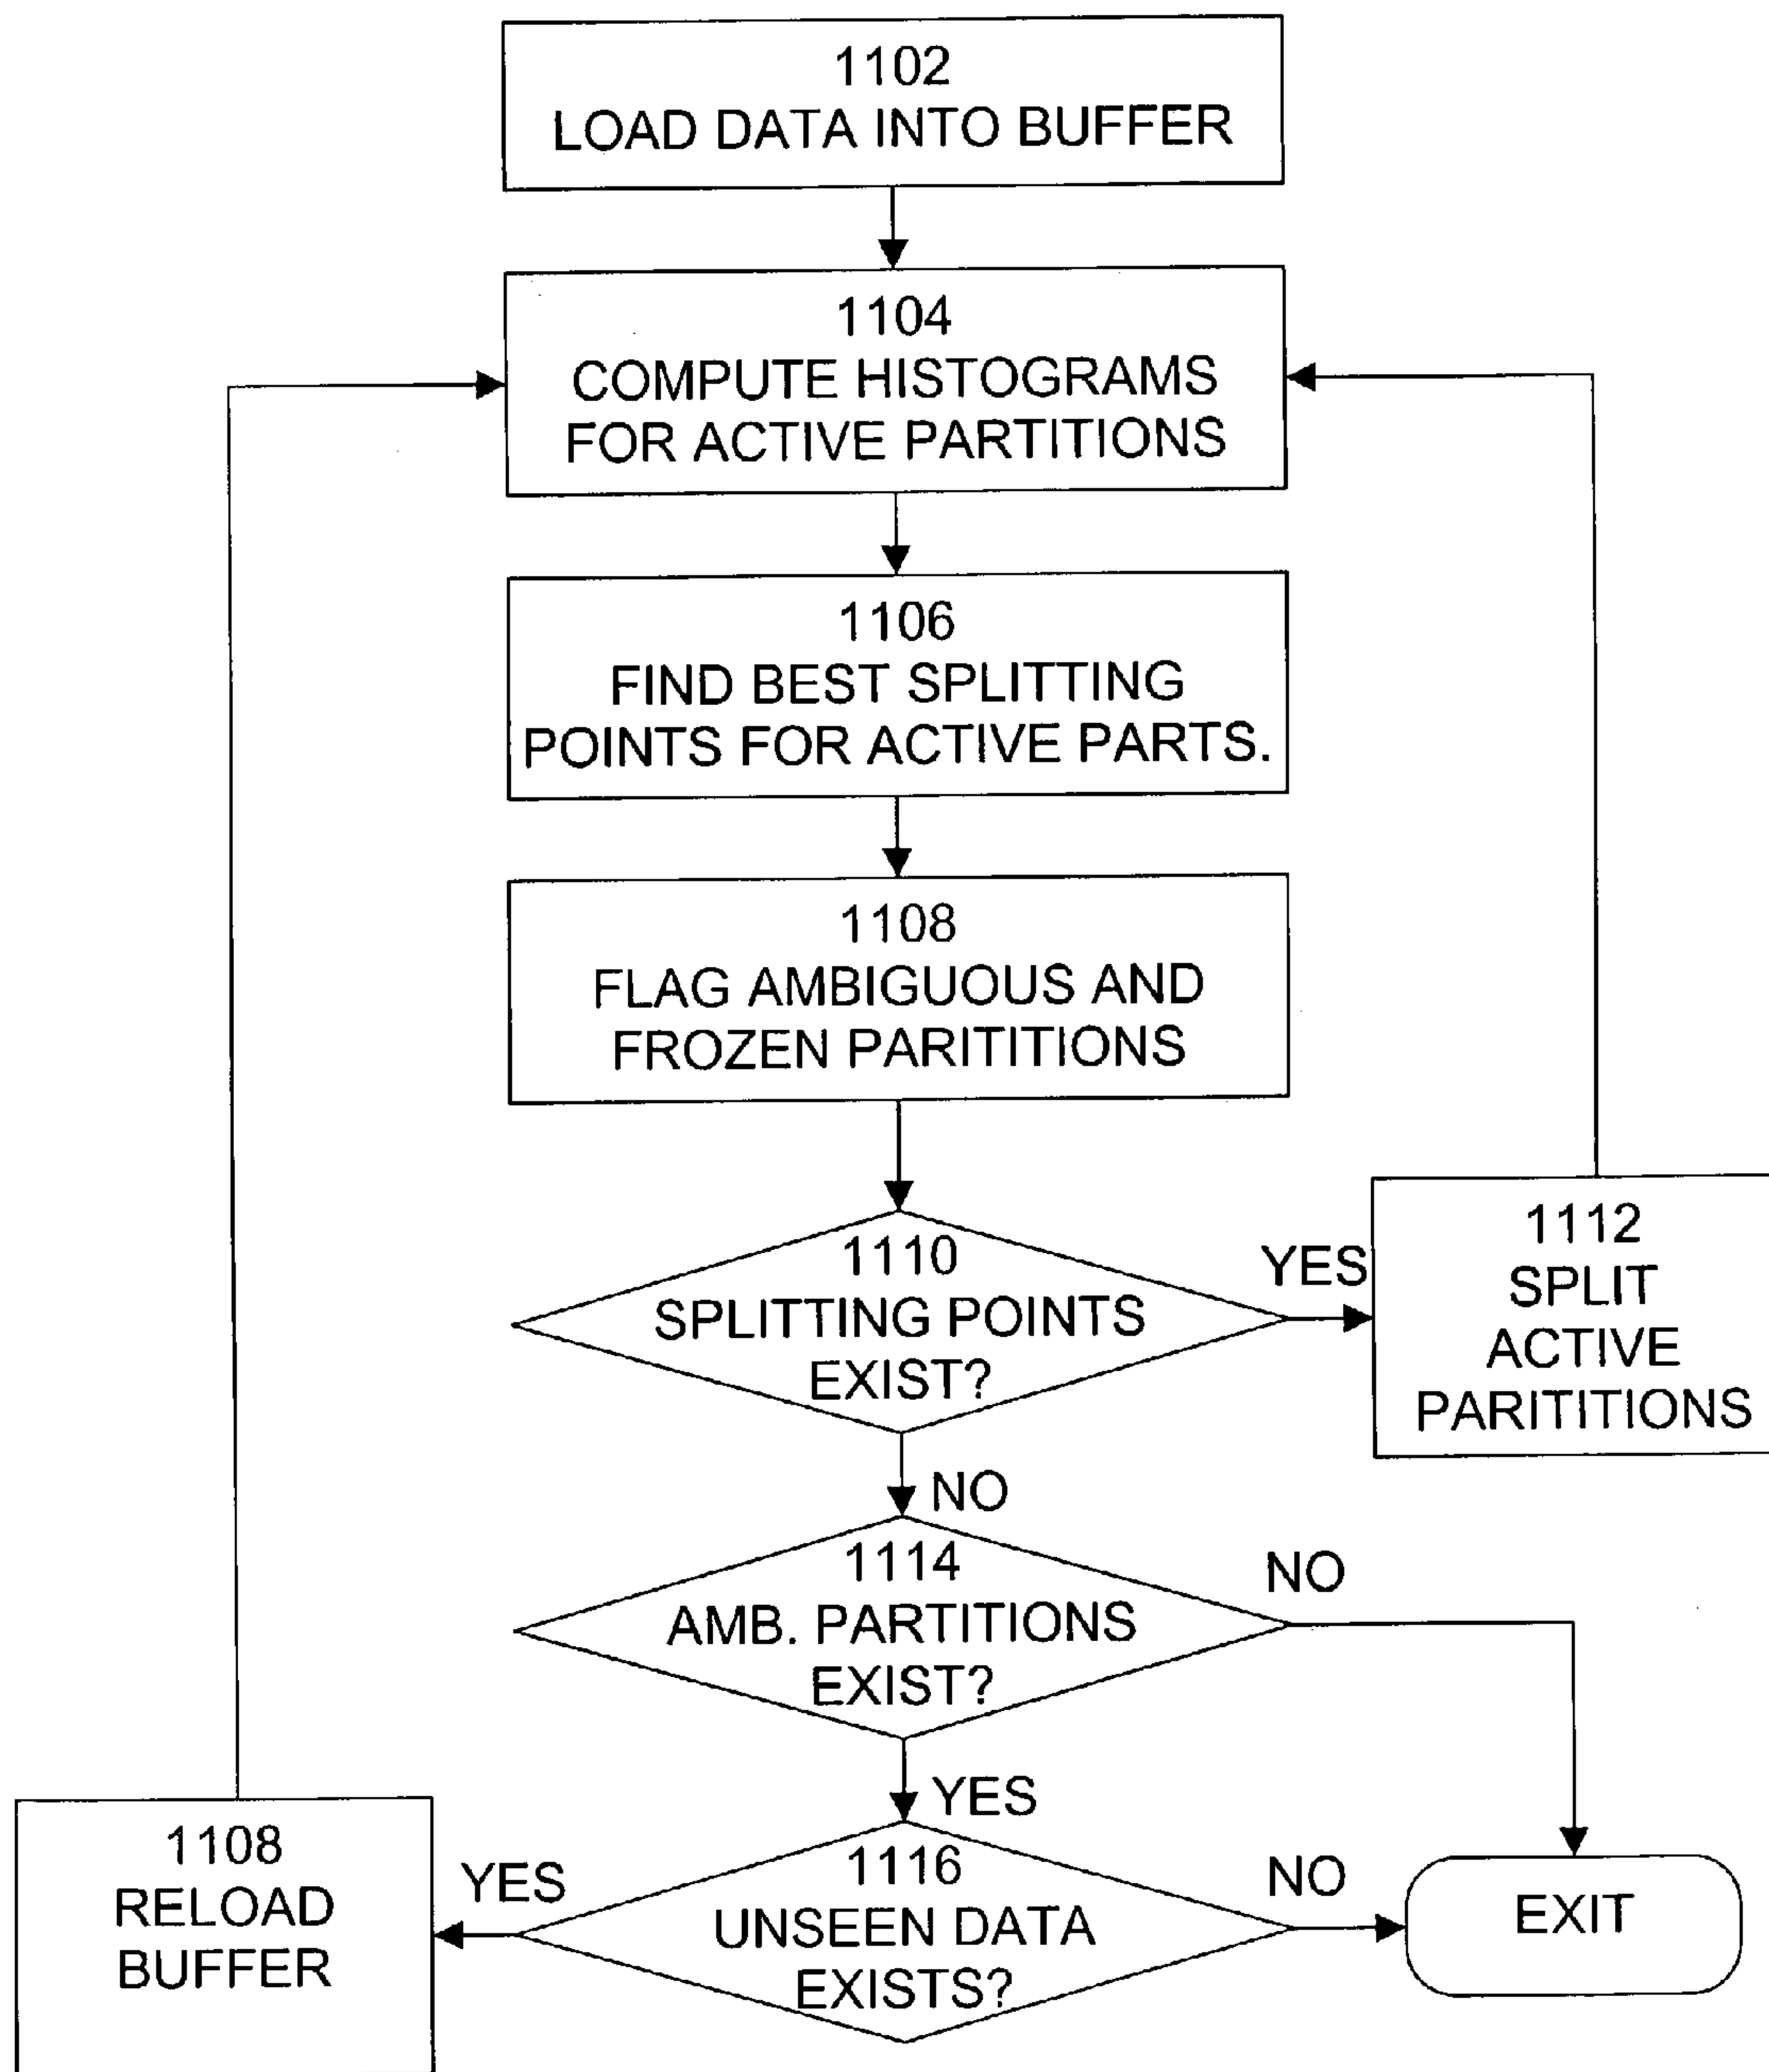 1102
LOAD DATA INTO BUFFER
1104
COMPUTE HISTOGRAMS
FOR ACTIVE PARTITIONS
1106
FIND BEST SPLITTING
POINTS FOR ACTIVE PARTS.
1108
FLAG AMBIGUOUS AND
FROZEN PARITITIONS
1110
SPLITTING POINTS
EXIST?
YES
1112
SPLIT
ACTIVE
PARITITIONS
NO
1114
AMB. PARTITIONS
EXIST?
NO
YES
1116
UNSEEN DATA
EXISTS?
YES
1108
RELOAD
BUFFER
NO
EXIT